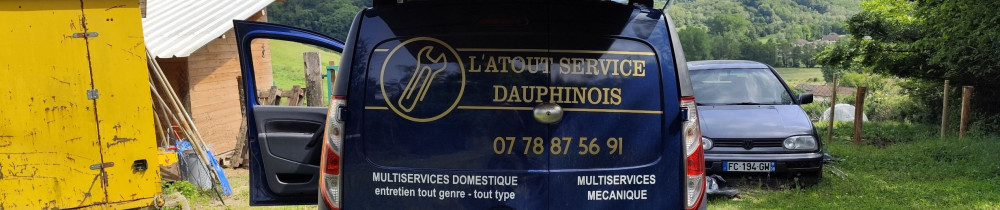 L'ATOUT SERVICE
DAUPHINOIS
07 78 87 56 91
MULTISERVICES DOMESTIQUE
entretien tout genre - tout type
MULTISERVICES
MECANIQUE
FC 194 GW